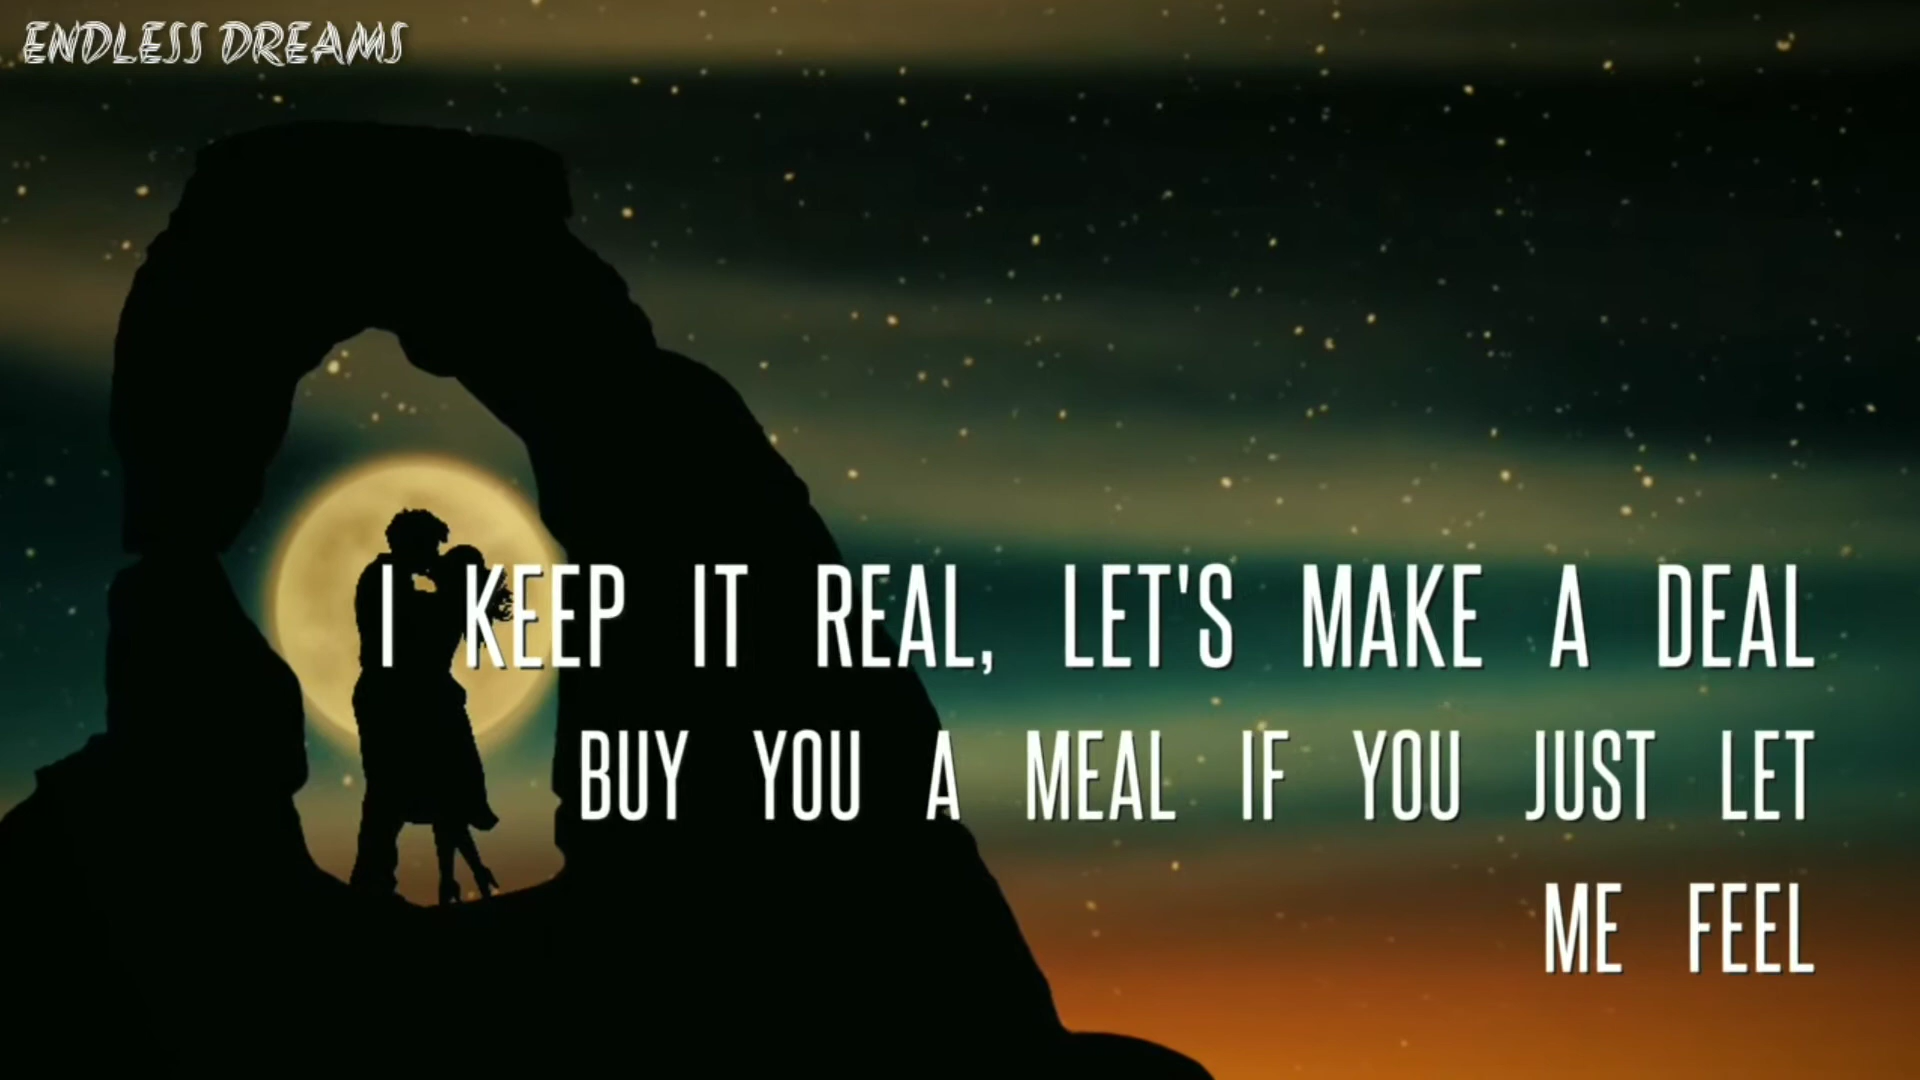 ENDLESS DREAMS
I KEEP IT REAL, LET'S MAKE A DEAL
BUY YOU A MEAL IF YOU JUST LET
ME FEEL